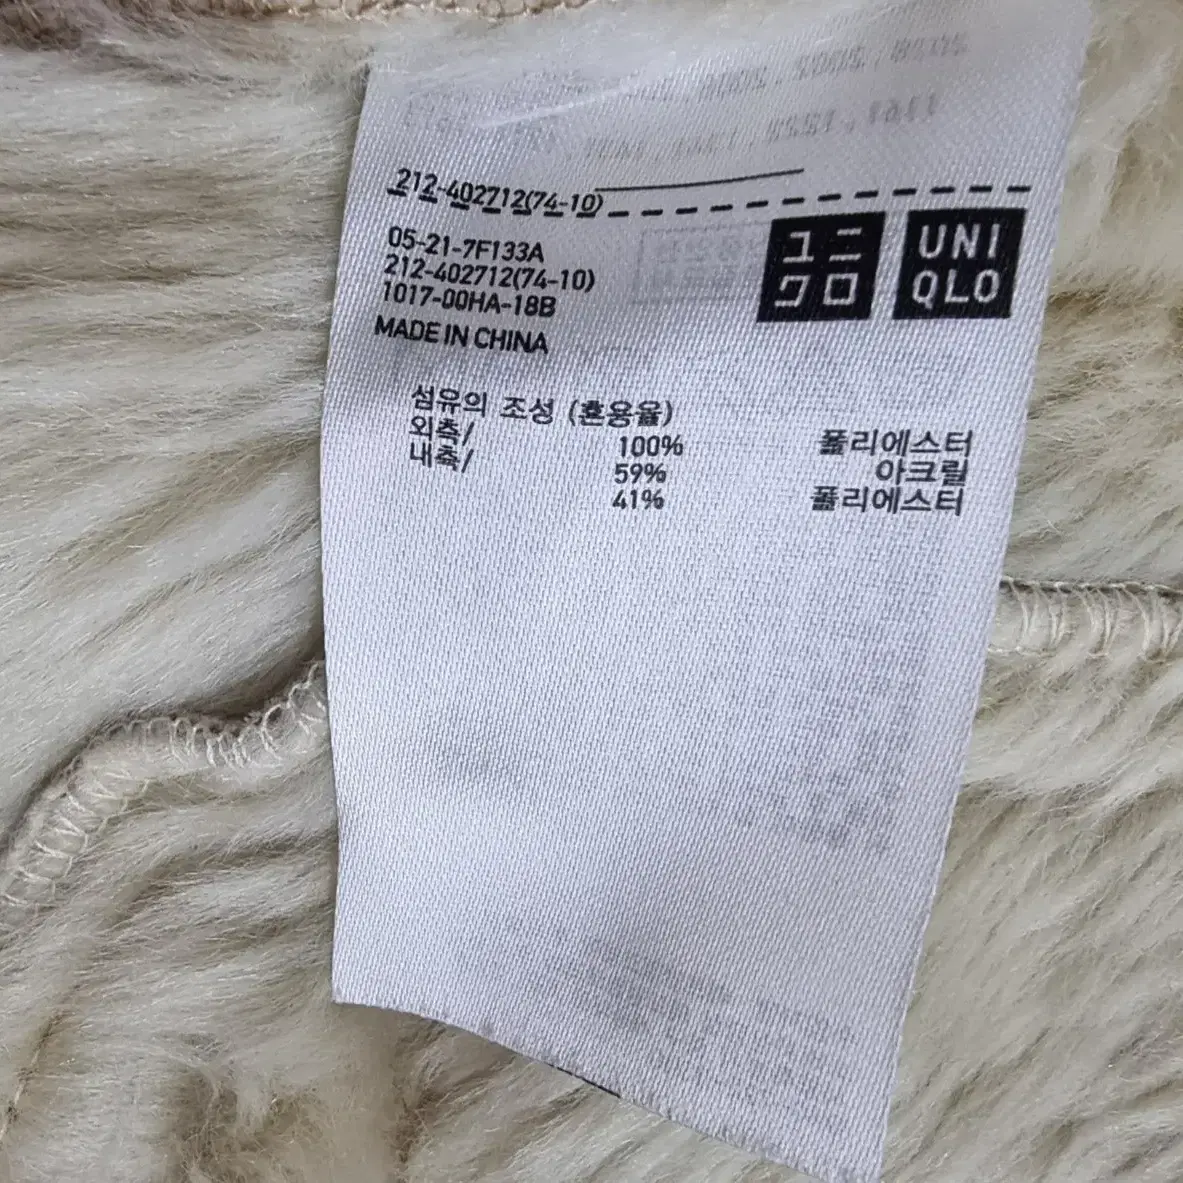 212-402712(74-10)
05-21-7F133A
212-402712(74-10)
1017-00HA-18B
MADE IN CHINA
ユニ
クロ
UNI
QLO
섬유의 조성 (혼용율)
외측/ 100% 폴리에스터
내측/ 59% 아크릴
41% 폴리에스터